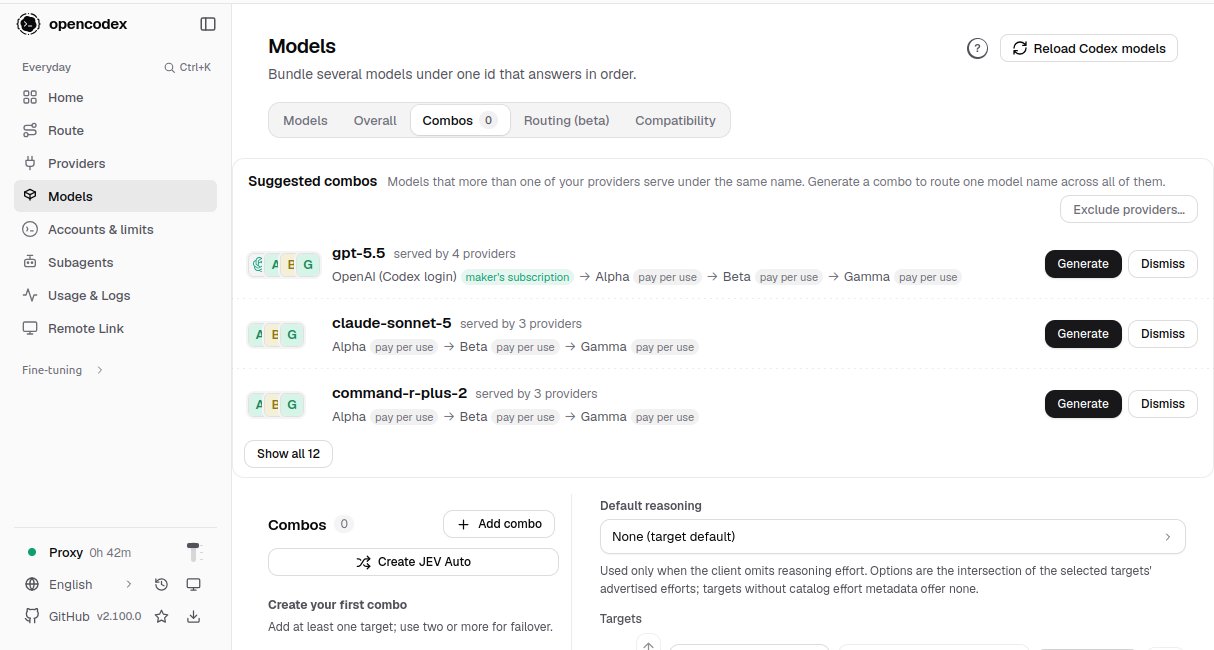 opencodex
Everyday
Ctrl+K
Home
Route
Providers
Models
Accounts & limits
Subagents
Usage & Logs
Remote Link
Fine-tuning
Proxy 0h 42m
English
GitHub v2.100.0
Models
? Reload Codex models
Bundle several models under one id that answers in order.
Models Overall Combos 0 Routing (beta) Compatibility
Suggested combos Models that more than one of your providers serve under the same name. Generate a combo to route one model name across all of them.
Exclude providers…
A B G gpt-5.5 served by 4 providers
OpenAI (Codex login) maker's subscription → Alpha pay per use → Beta pay per use → Gamma pay per use
Generate Dismiss
A B G claude-sonnet-5 served by 3 providers
Alpha pay per use → Beta pay per use → Gamma pay per use
Generate Dismiss
A B G command-r-plus-2 served by 3 providers
Alpha pay per use → Beta pay per use → Gamma pay per use
Generate Dismiss
Show all 12
Combos 0 + Add combo
Create JEV Auto
Create your first combo
Add at least one target; use two or more for failover.
Default reasoning
None (target default)
Used only when the client omits reasoning effort. Options are the intersection of the selected targets'
advertised efforts; targets without catalog effort metadata offer none.
Targets